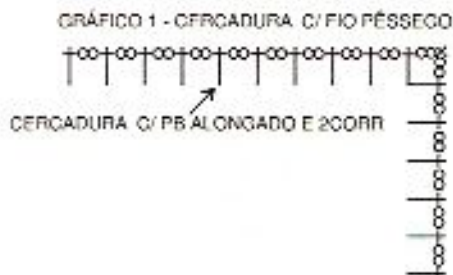 GRÁFICO 1 - CERCADURA C/ FIO PÊSSEGO
CERCADURA C/ PB ALONGADO E 2CORR